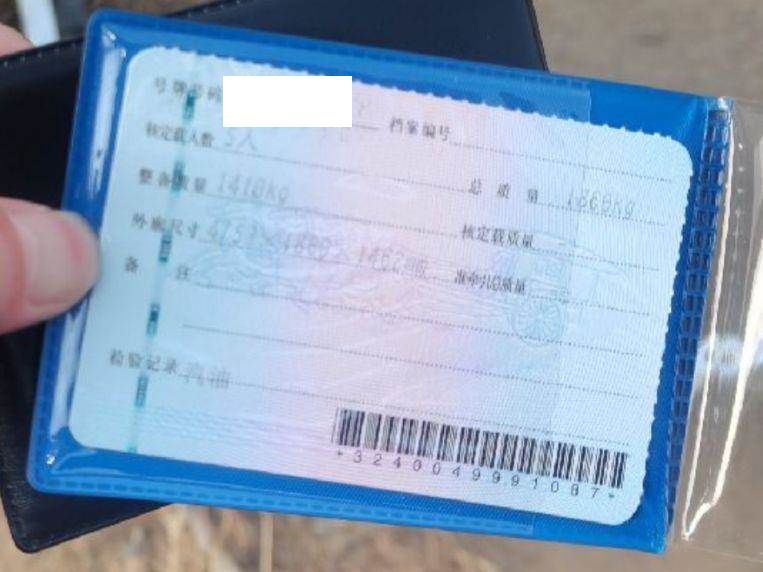 号牌号码 档案编号
核定载人数 5人 总质量 1860kg
整备质量 1410kg 核定载质量
外廓尺寸 ×1462mm 准牵引总质量
备注
检验记录 汽油
*3240049991087*